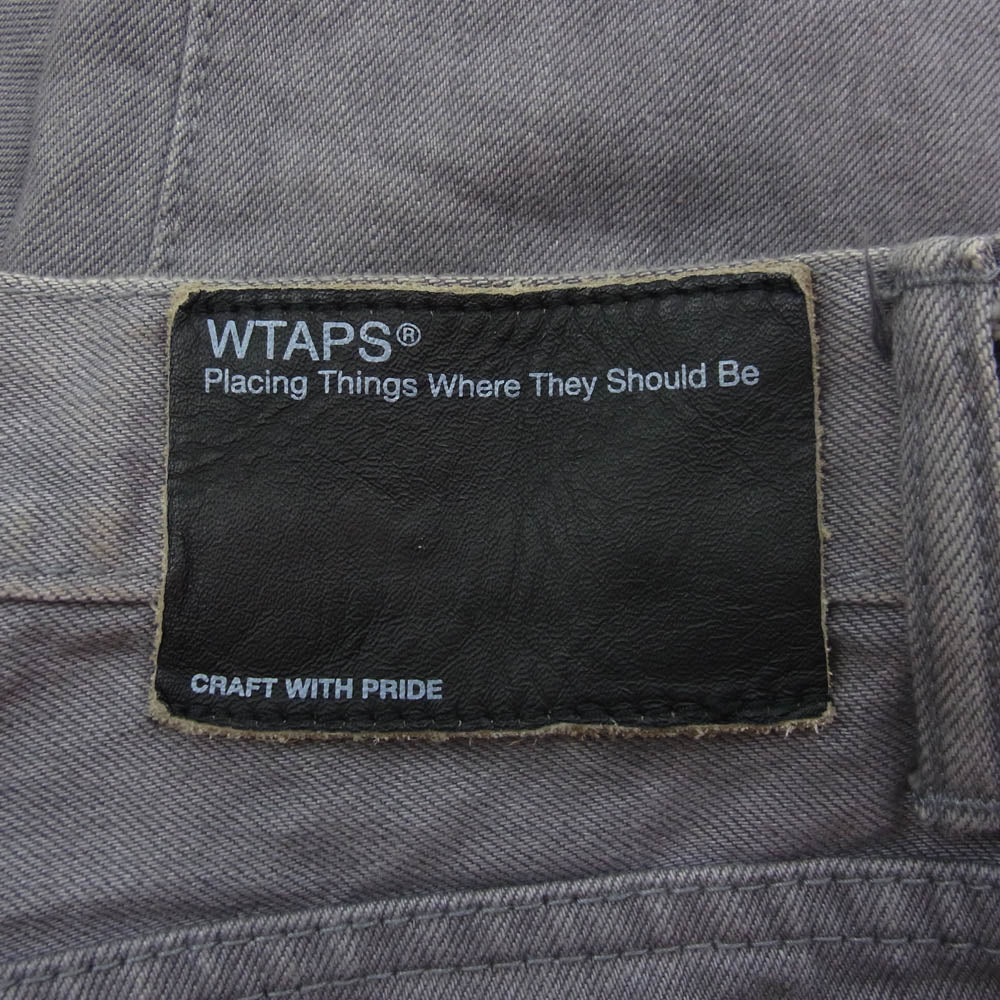 WTAPS®
Placing Things Where They Should Be
CRAFT WITH PRIDE